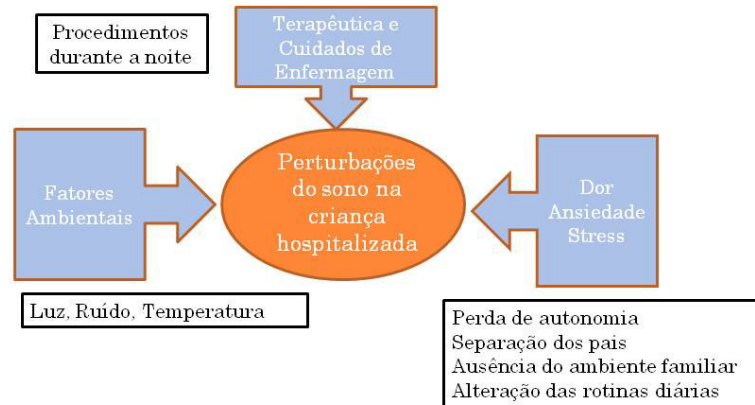 Procedimentos
durante a noite
Terapêutica e
Cuidados de
Enfermagem
Fatores
Ambientais
Perturbações
do sono na
criança
hospitalizada
Dor
Ansiedade
Stress
Luz, Ruído, Temperatura
Perda de autonomia
Separação dos pais
Ausência do ambiente familiar
Alteração das rotinas diárias